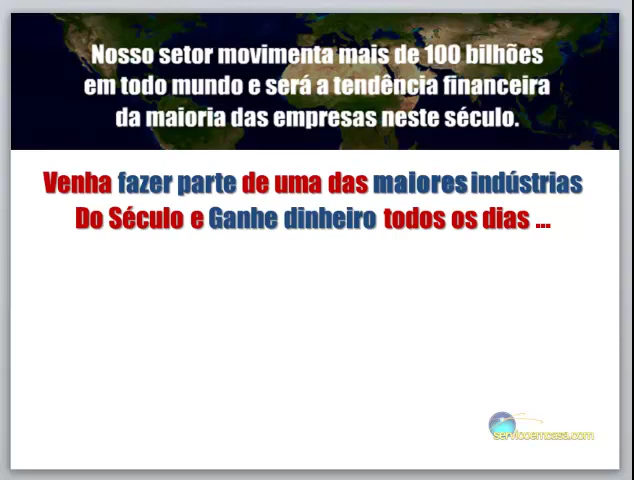 Nosso setor movimenta mais de 100 bilhões
em todo mundo e será a tendência financeira
da maioria das empresas neste século.
Venha fazer parte de uma das maiores indústrias
Do Século e Ganhe dinheiro todos os dias ...
servicoemcasa.com